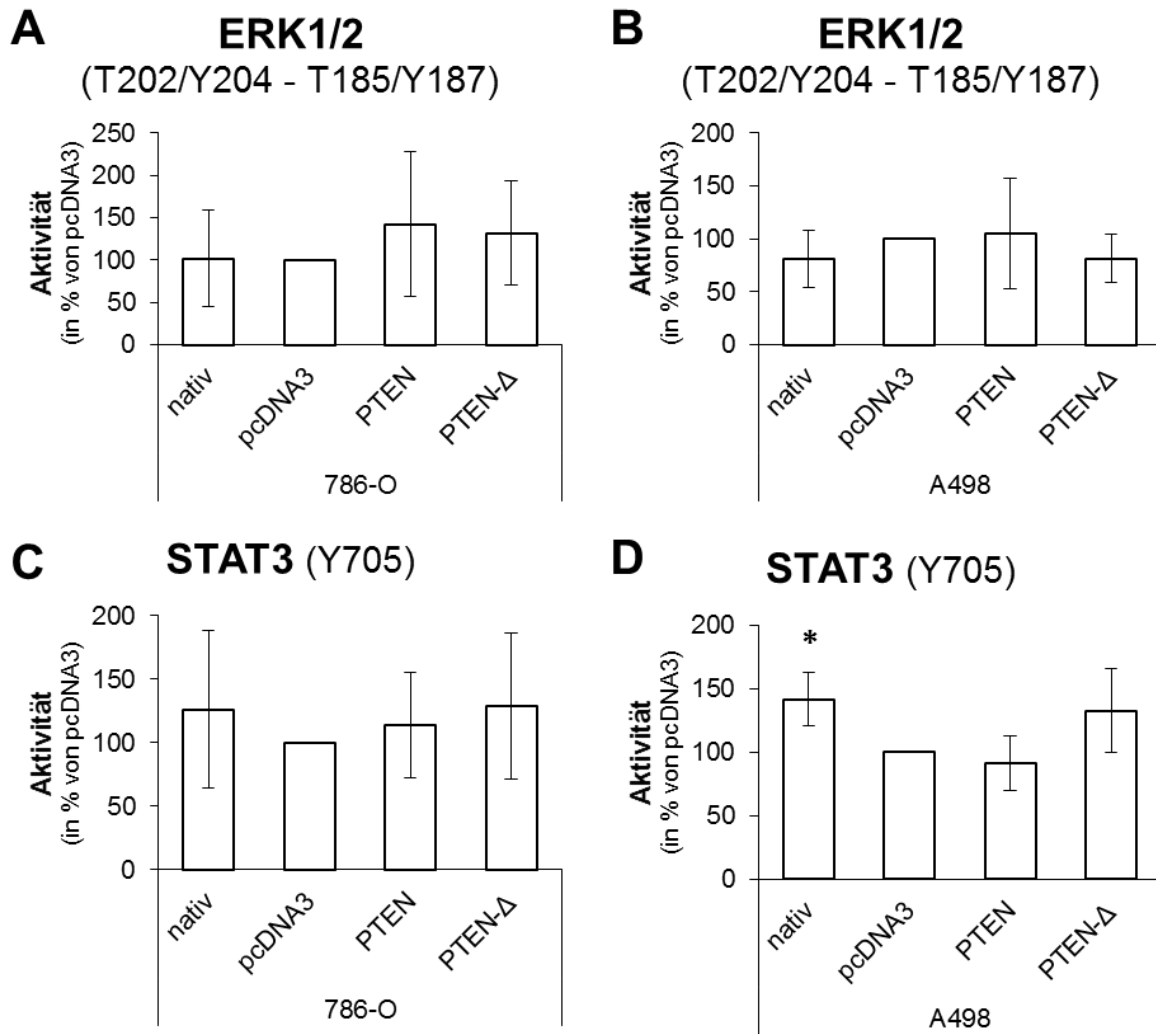 A
ERK1/2
(T202/Y204 - T185/Y187)
Aktivität
(in % von pcDNA3)
250
200
150
100
50
0
nativ
pcDNA3
PTEN
PTEN-Δ
786-O
B
ERK1/2
(T202/Y204 - T185/Y187)
Aktivität
(in % von pcDNA3)
200
150
100
50
0
nativ
pcDNA3
PTEN
PTEN-Δ
A498
C
STAT3 (Y705)
Aktivität
(in % von pcDNA3)
200
150
100
50
0
nativ
pcDNA3
PTEN
PTEN-Δ
786-O
D
STAT3 (Y705)
Aktivität
(in % von pcDNA3)
200
150
100
50
0
*
nativ
pcDNA3
PTEN
PTEN-Δ
A498